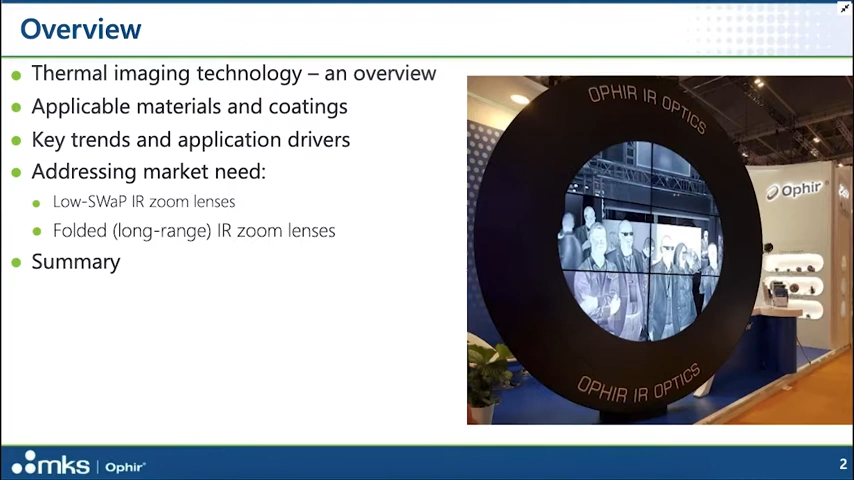 Overview
Thermal imaging technology – an overview
Applicable materials and coatings
Key trends and application drivers
Addressing market need:
Low-SWaP IR zoom lenses
Folded (long-range) IR zoom lenses
Summary
OPHIR IR OPTICS
Ophir
OPHIR IR OPTICS
mks | Ophir®
2